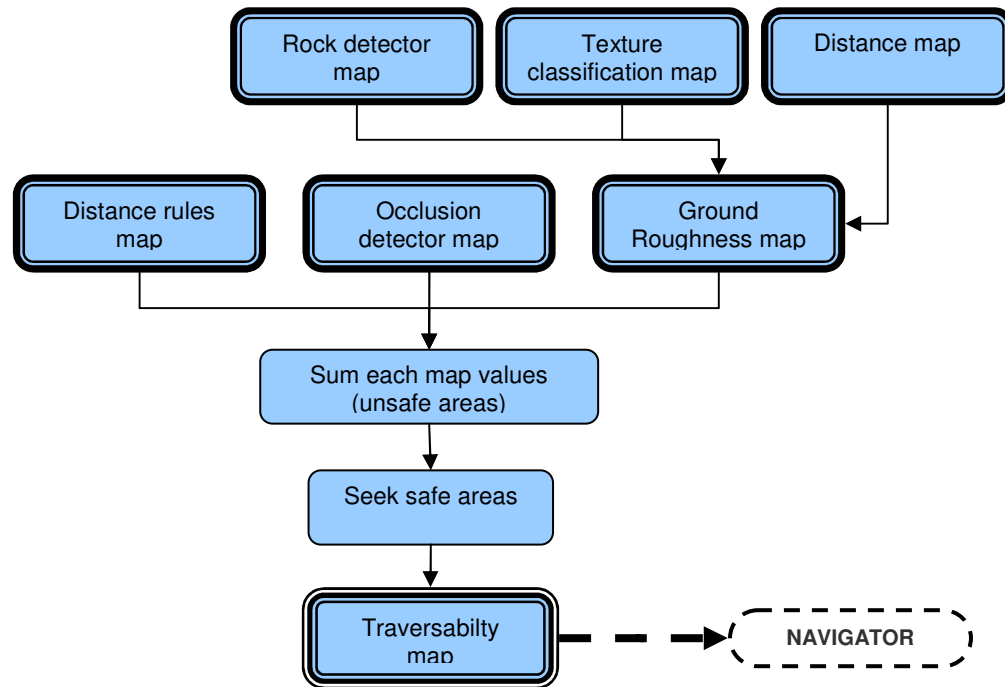 Rock detector
map
Texture
classification map
Distance map
Distance rules
map
Occlusion
detector map
Ground
Roughness map
Sum each map values
(unsafe areas)
Seek safe areas
Traversabilty
map
NAVIGATOR